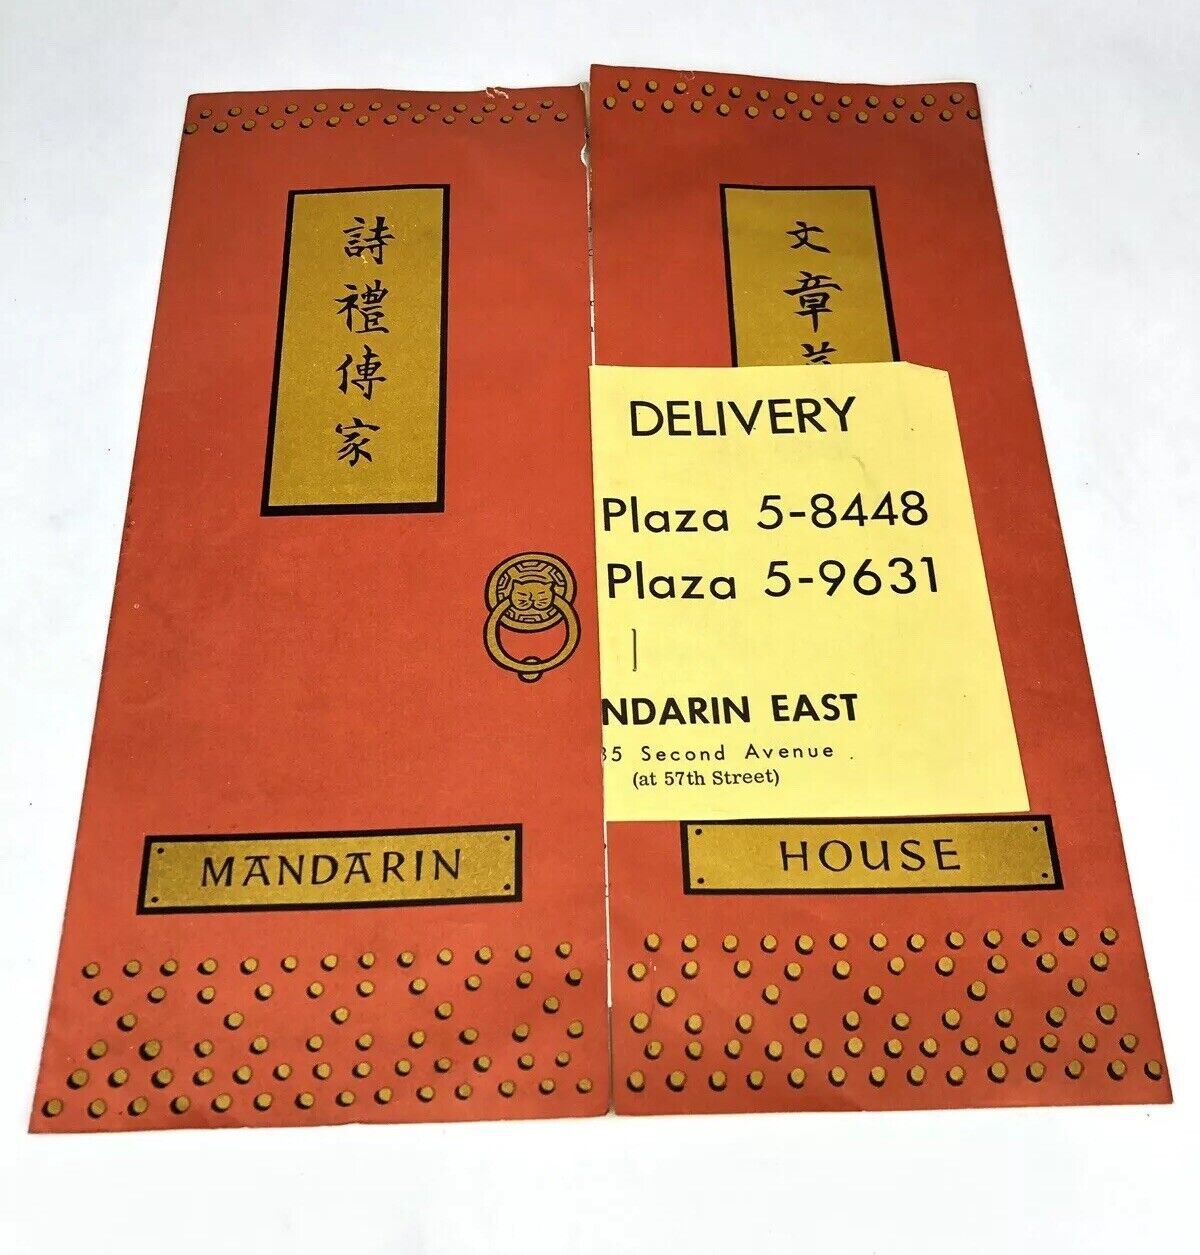 詩禮傳家
文章
DELIVERY
Plaza 5-8448
Plaza 5-9631
NDARIN EAST
35 Second Avenue
(at 57th Street)
MANDARIN
HOUSE